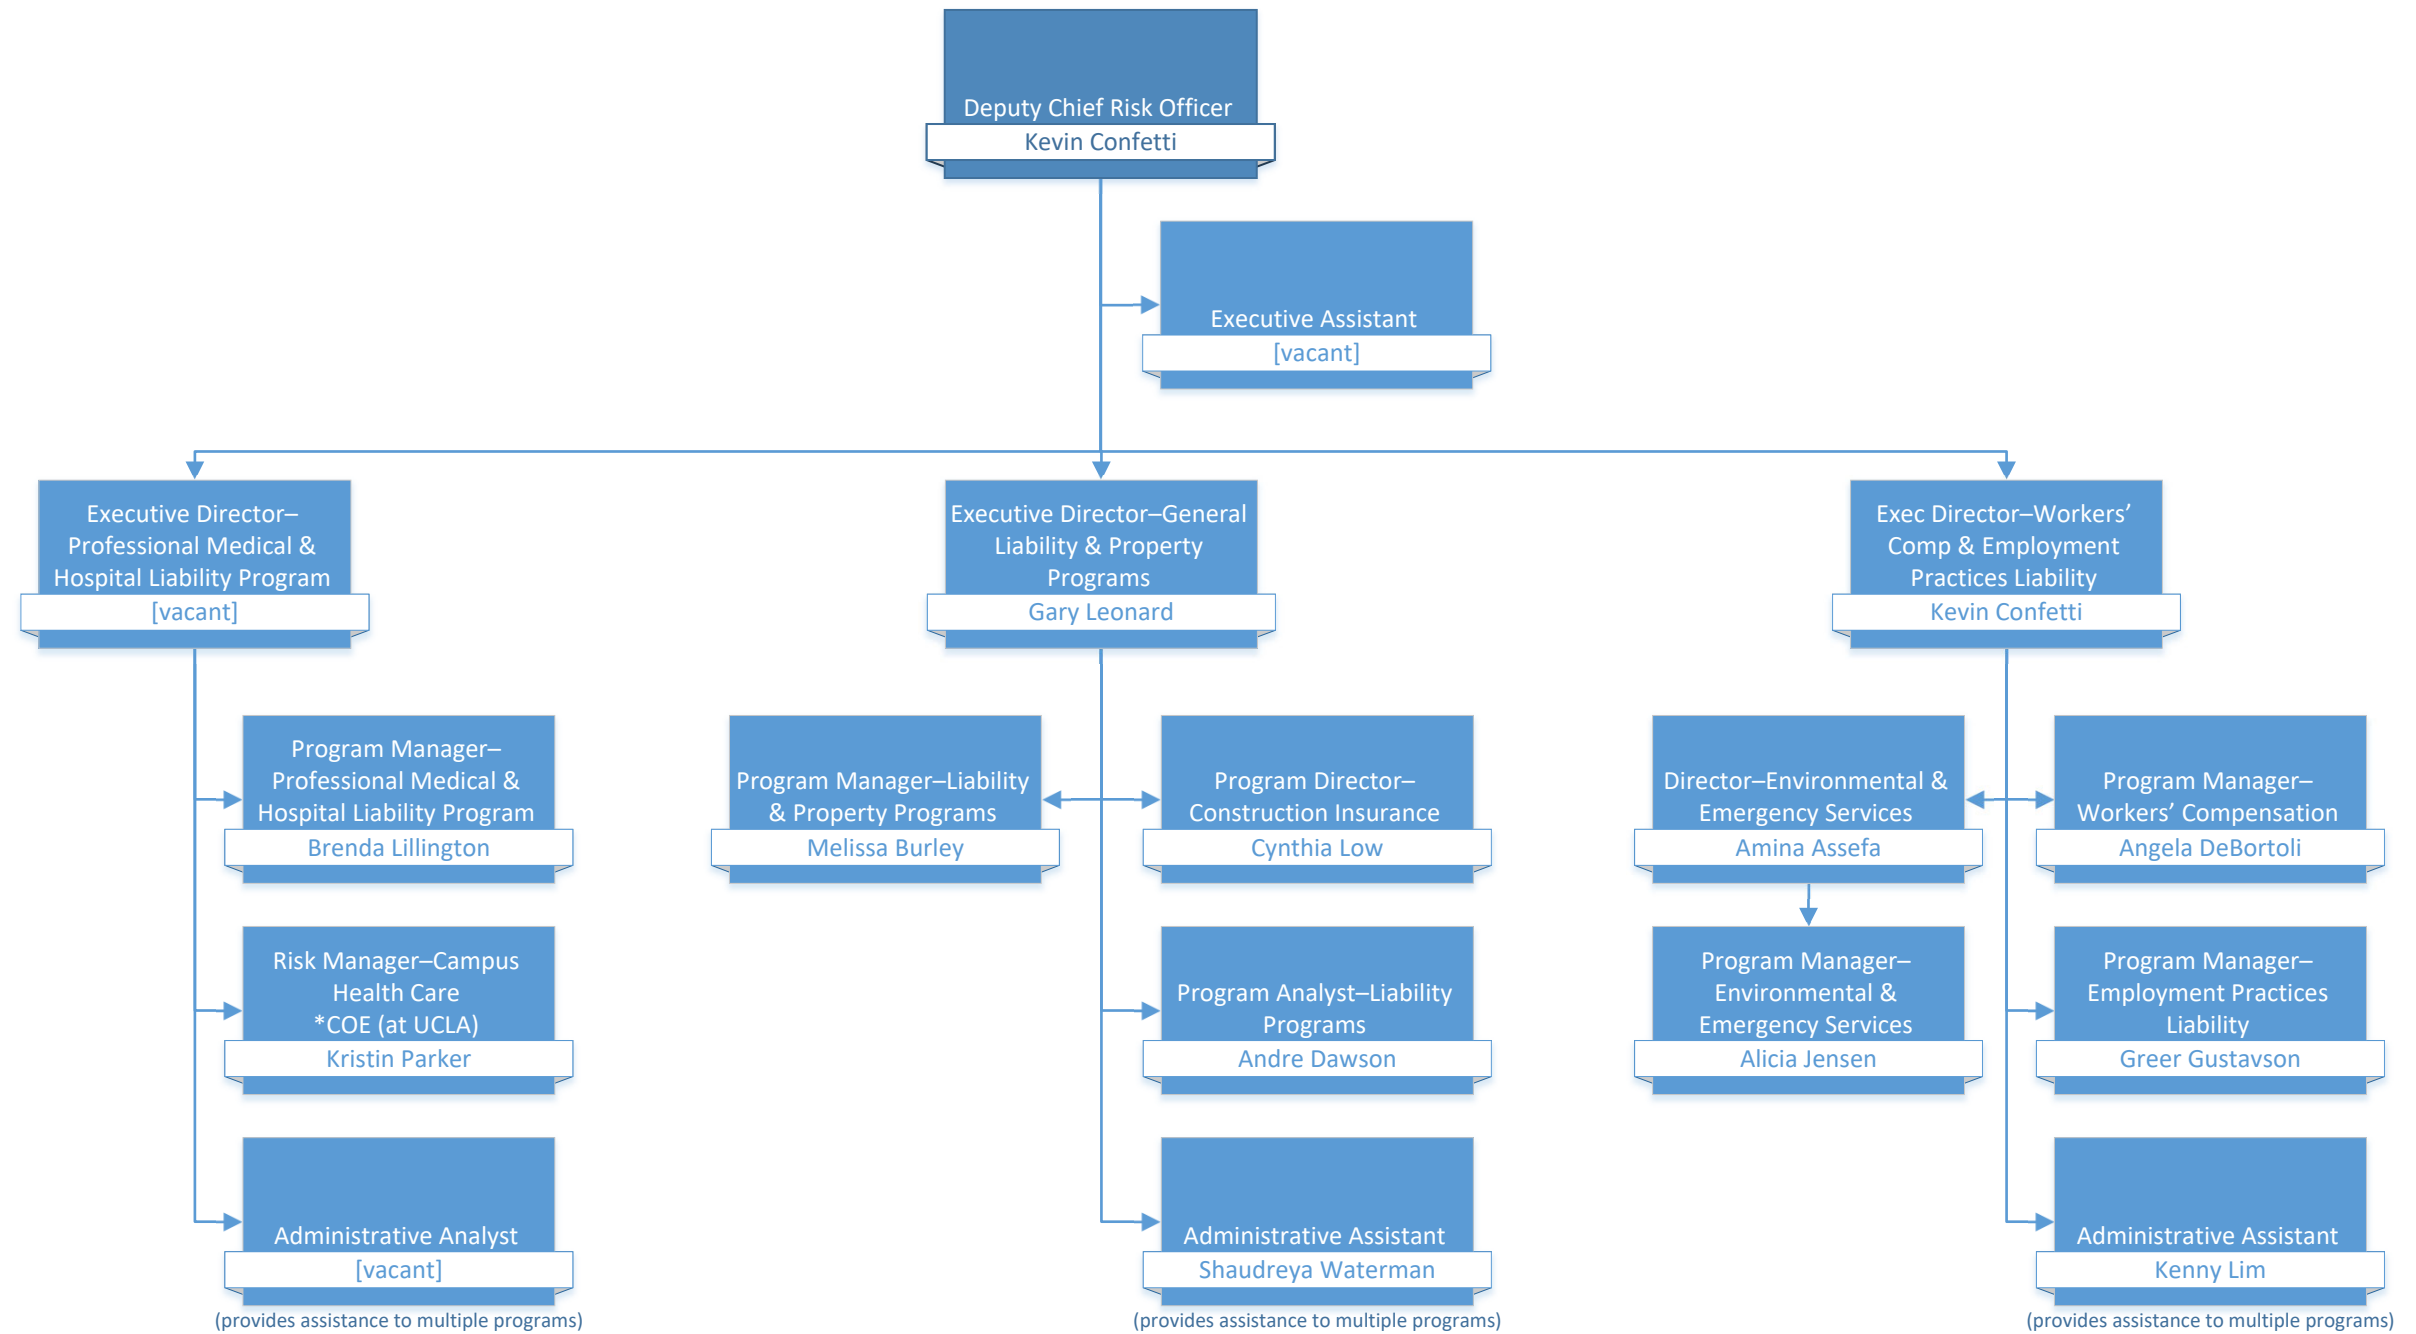 Deputy Chief Risk Officer
Kevin Confetti
Executive Assistant
[vacant]
Executive Director–
Professional Medical &
Hospital Liability Program
[vacant]
Executive Director–General
Liability & Property
Programs
Gary Leonard
Exec Director–Workers’
Comp & Employment
Practices Liability
Kevin Confetti
Program Manager–
Professional Medical &
Hospital Liability Program
Brenda Lillington
Program Manager–Liability
& Property Programs
Melissa Burley
Program Director–
Construction Insurance
Cynthia Low
Director–Environmental &
Emergency Services
Amina Assefa
Program Manager–
Workers’ Compensation
Angela DeBortoli
Risk Manager–Campus
Health Care
*COE (at UCLA)
Kristin Parker
Program Analyst–Liability
Programs
Andre Dawson
Program Manager–
Environmental &
Emergency Services
Alicia Jensen
Program Manager–
Employment Practices
Liability
Greer Gustavson
Administrative Analyst
[vacant]
(provides assistance to multiple programs)
Administrative Assistant
Shaudreya Waterman
(provides assistance to multiple programs)
Administrative Assistant
Kenny Lim
(provides assistance to multiple programs)